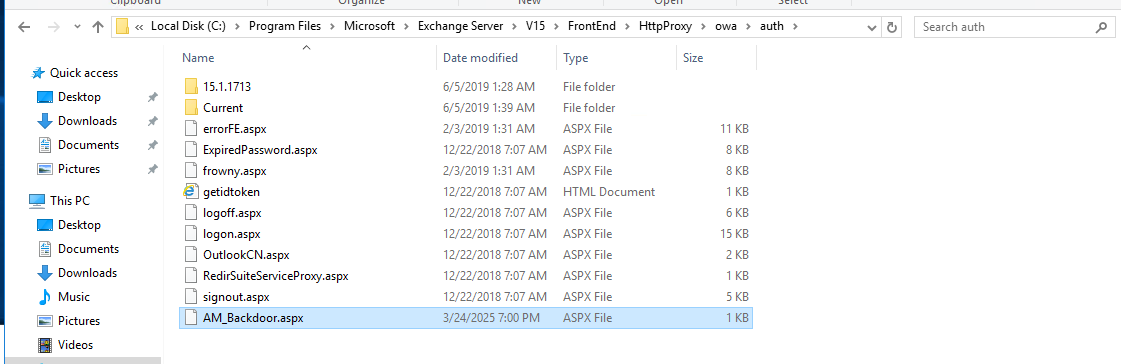 Clipboard Organize New Open Select
« Local Disk (C:) › Program Files › Microsoft › Exchange Server › V15 › FrontEnd › HttpProxy › owa › auth › Search auth
Name Date modified Type Size
Quick access
Desktop
Downloads
Documents
Pictures
This PC
Desktop
Documents
Downloads
Music
Pictures
Videos
15.1.1713 6/5/2019 1:28 AM File folder
Current 6/5/2019 1:39 AM File folder
errorFE.aspx 2/3/2019 1:31 AM ASPX File 11 KB
ExpiredPassword.aspx 12/22/2018 7:07 AM ASPX File 8 KB
frowny.aspx 2/3/2019 1:31 AM ASPX File 8 KB
getidtoken 12/22/2018 7:07 AM HTML Document 1 KB
logoff.aspx 12/22/2018 7:07 AM ASPX File 6 KB
logon.aspx 12/22/2018 7:07 AM ASPX File 15 KB
OutlookCN.aspx 12/22/2018 7:07 AM ASPX File 2 KB
RedirSuiteServiceProxy.aspx 12/22/2018 7:07 AM ASPX File 1 KB
signout.aspx 12/22/2018 7:07 AM ASPX File 5 KB
AM_Backdoor.aspx 3/24/2025 7:00 PM ASPX File 1 KB